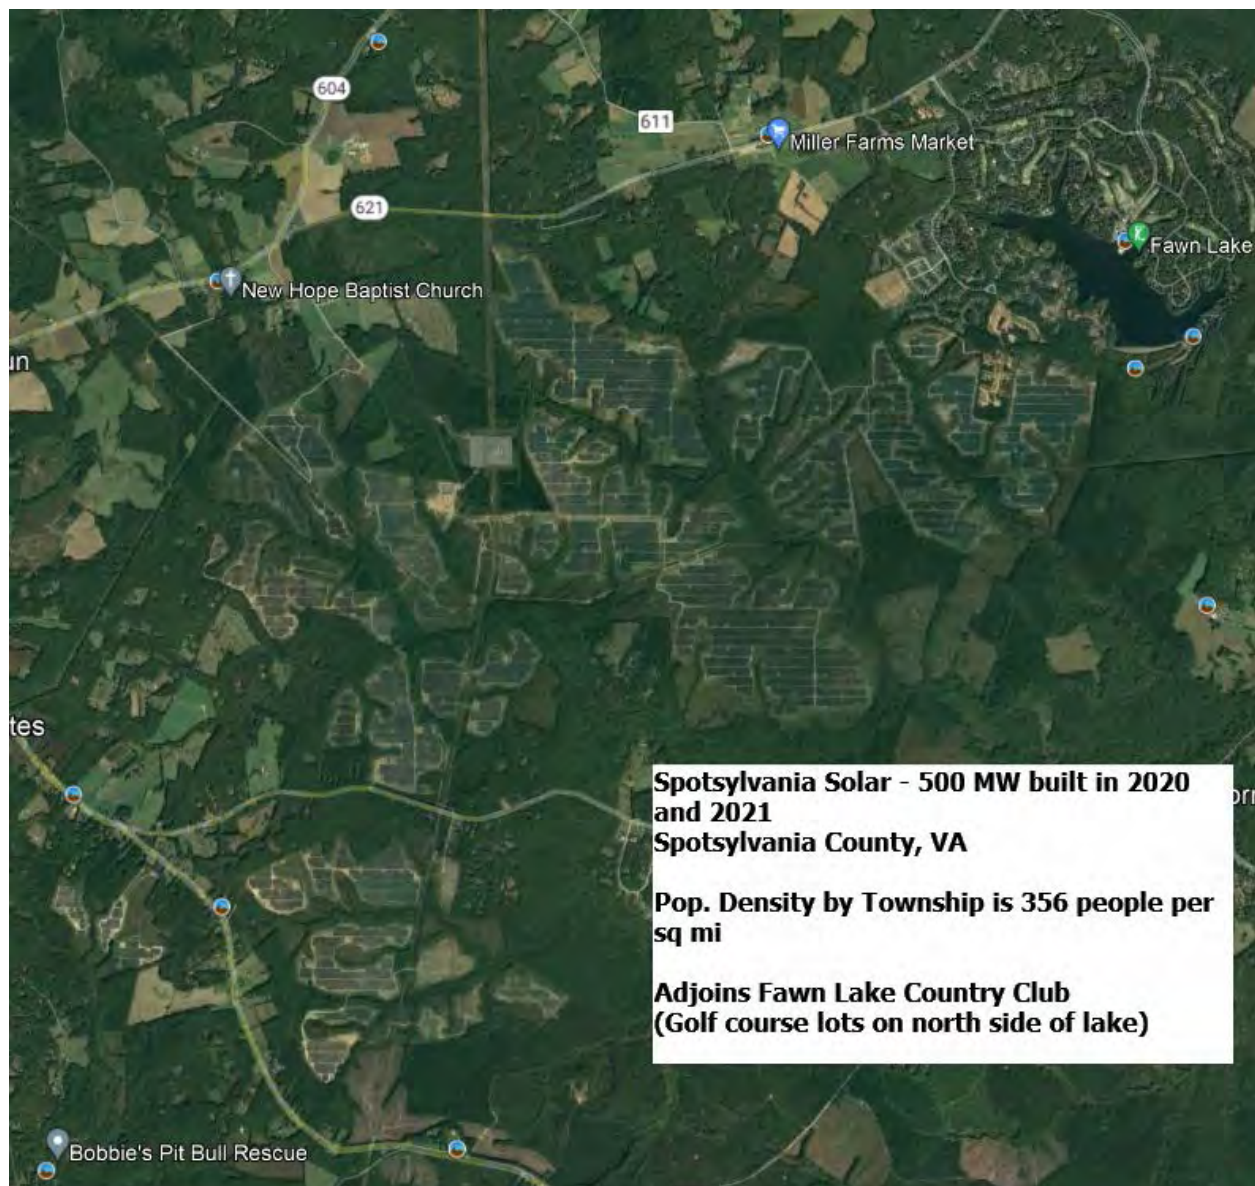 604
611
Miller Farms Market
621
Fawn Lake
New Hope Baptist Church
un
tes
Spotsylvania Solar - 500 MW built in 2020
and 2021
Spotsylvania County, VA
Pop. Density by Township is 356 people per
sq mi
Adjoins Fawn Lake Country Club
(Golf course lots on north side of lake)
orn
Bobbie's Pit Bull Rescue